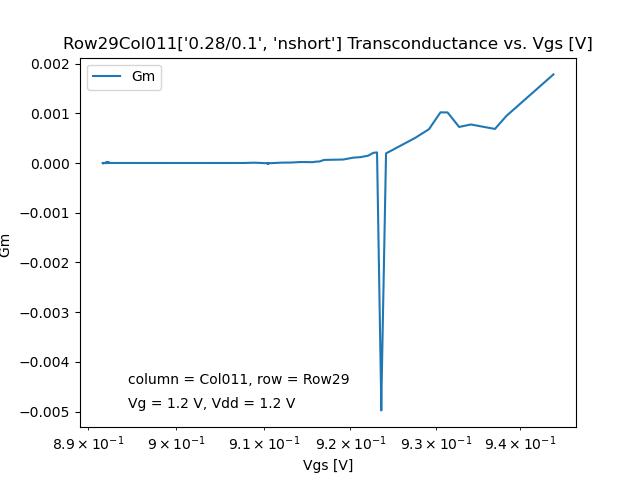 Row29Col011['0.28/0.1', 'nshort'] Transconductance vs. Vgs [V]
Gm
0.002
0.001
0.000
−0.001
−0.002
−0.003
−0.004
−0.005
Gm
column = Col011, row = Row29
Vg = 1.2 V, Vdd = 1.2 V
8.9 × 10⁻¹ 9 × 10⁻¹ 9.1 × 10⁻¹ 9.2 × 10⁻¹ 9.3 × 10⁻¹ 9.4 × 10⁻¹
Vgs [V]